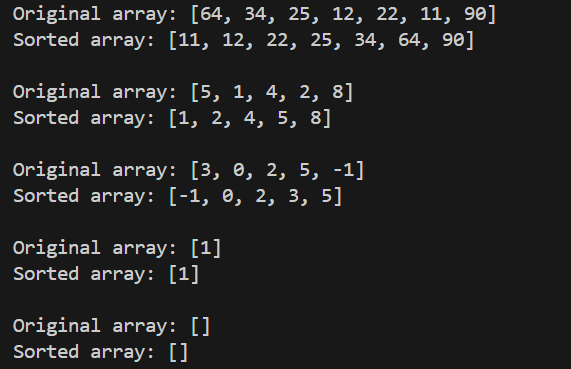 Original array: [64, 34, 25, 12, 22, 11, 90]
Sorted array: [11, 12, 22, 25, 34, 64, 90]
Original array: [5, 1, 4, 2, 8]
Sorted array: [1, 2, 4, 5, 8]
Original array: [3, 0, 2, 5, -1]
Sorted array: [-1, 0, 2, 3, 5]
Original array: [1]
Sorted array: [1]
Original array: []
Sorted array: []